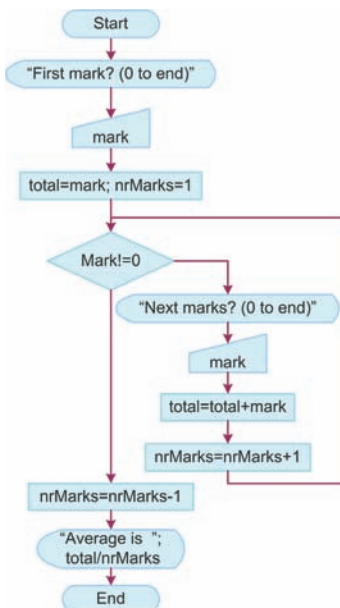 Start
“First mark? (0 to end)”
mark
total=mark; nrMarks=1
Mark!=0
“Next marks? (0 to end)”
mark
total=total+mark
nrMarks=nrMarks+1
nrMarks=nrMarks-1
“Average is  ”;
total/nrMarks
End